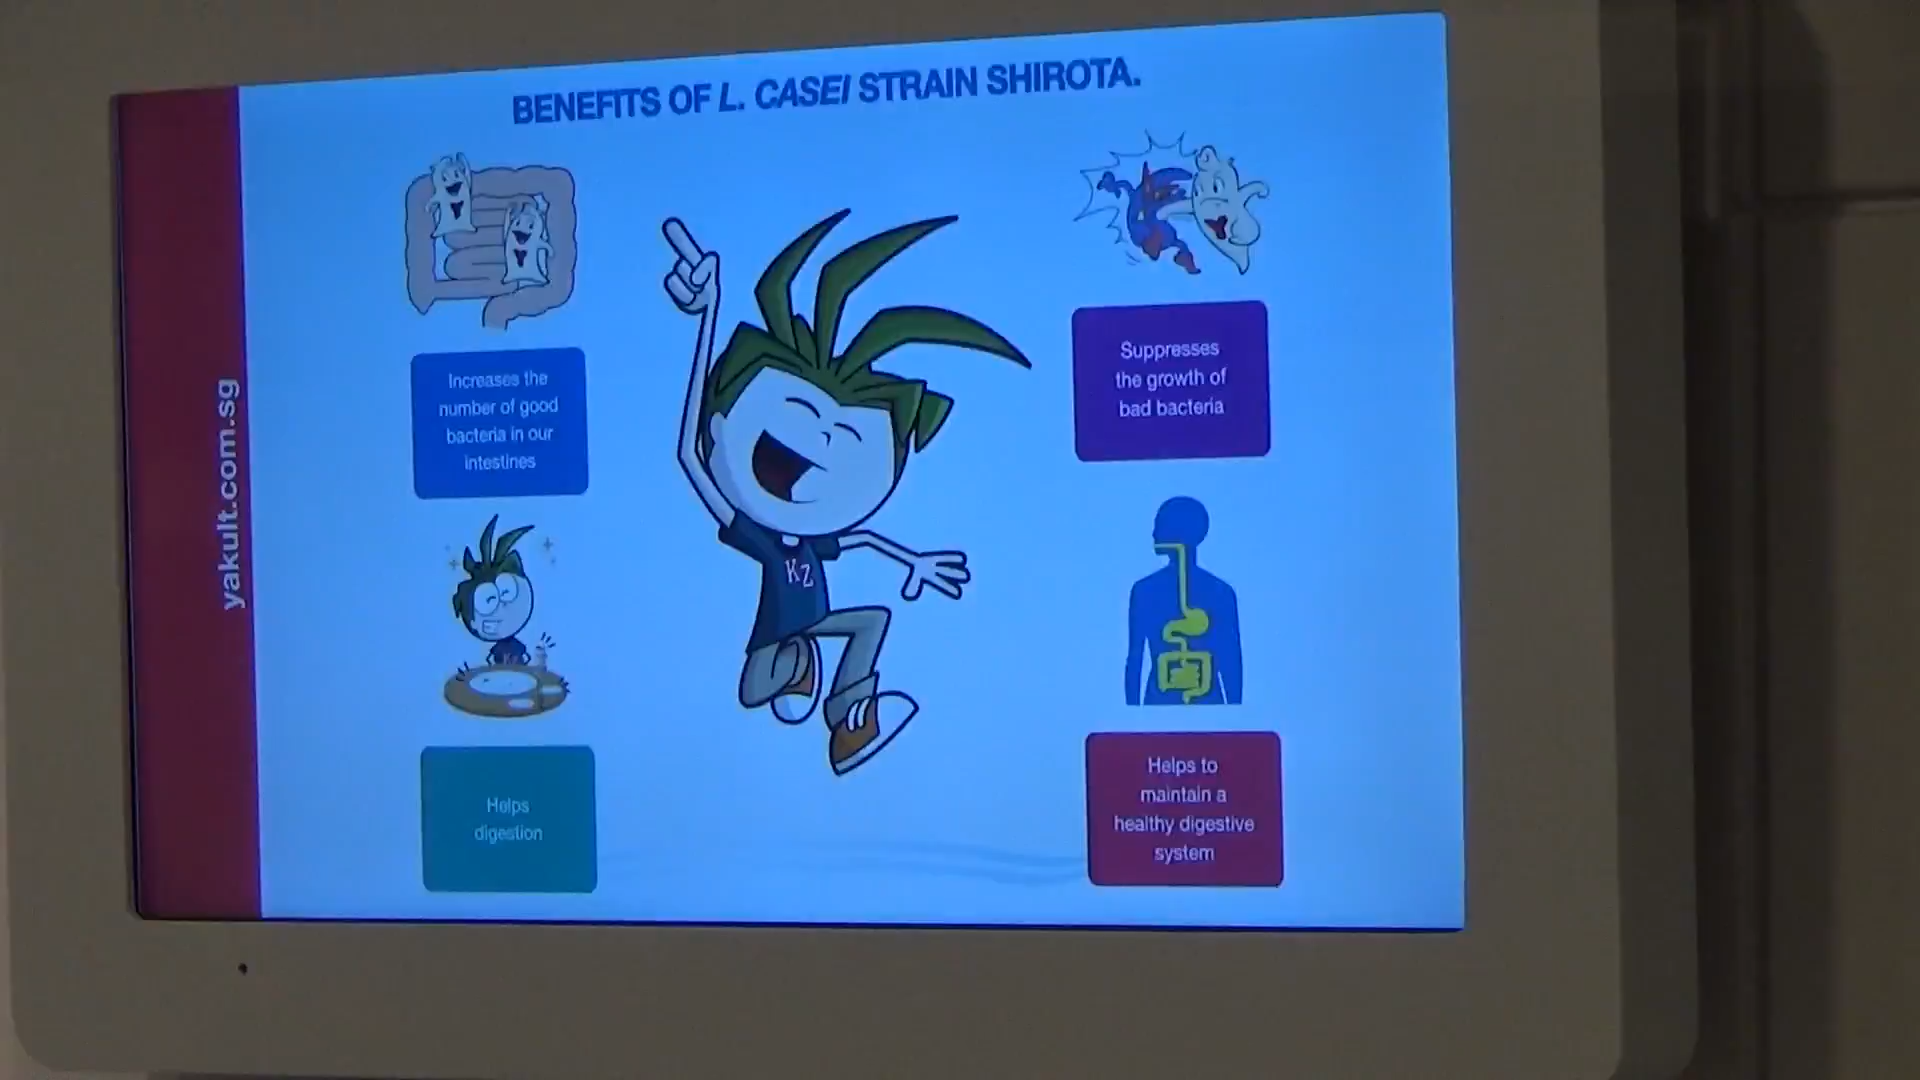 BENEFITS OF L. CASEI STRAIN SHIROTA.
yakult.com.sg
Increases the
number of good
bacteria in our
intestines
Suppresses
the growth of
bad bacteria
KZ
Helps
digestion
Helps to
maintain a
healthy digestive
system